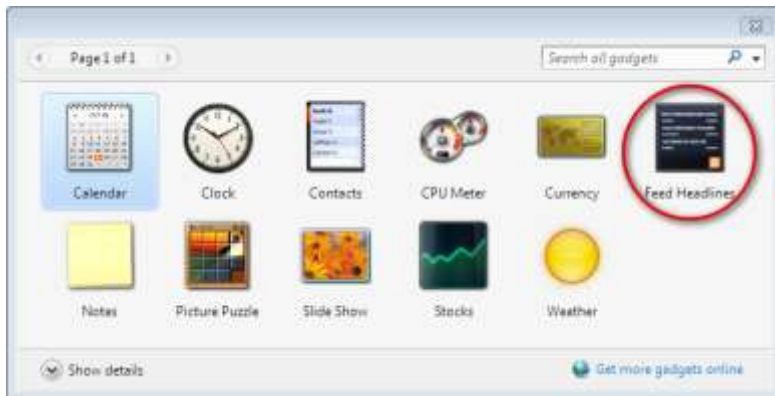 Page 1 of 1
Search all gadgets
Calendar
Clock
Contacts
CPU Meter
Currency
Feed Headlines
Notes
Picture Puzzle
Slide Show
Stocks
Weather
Show details
Get more gadgets online